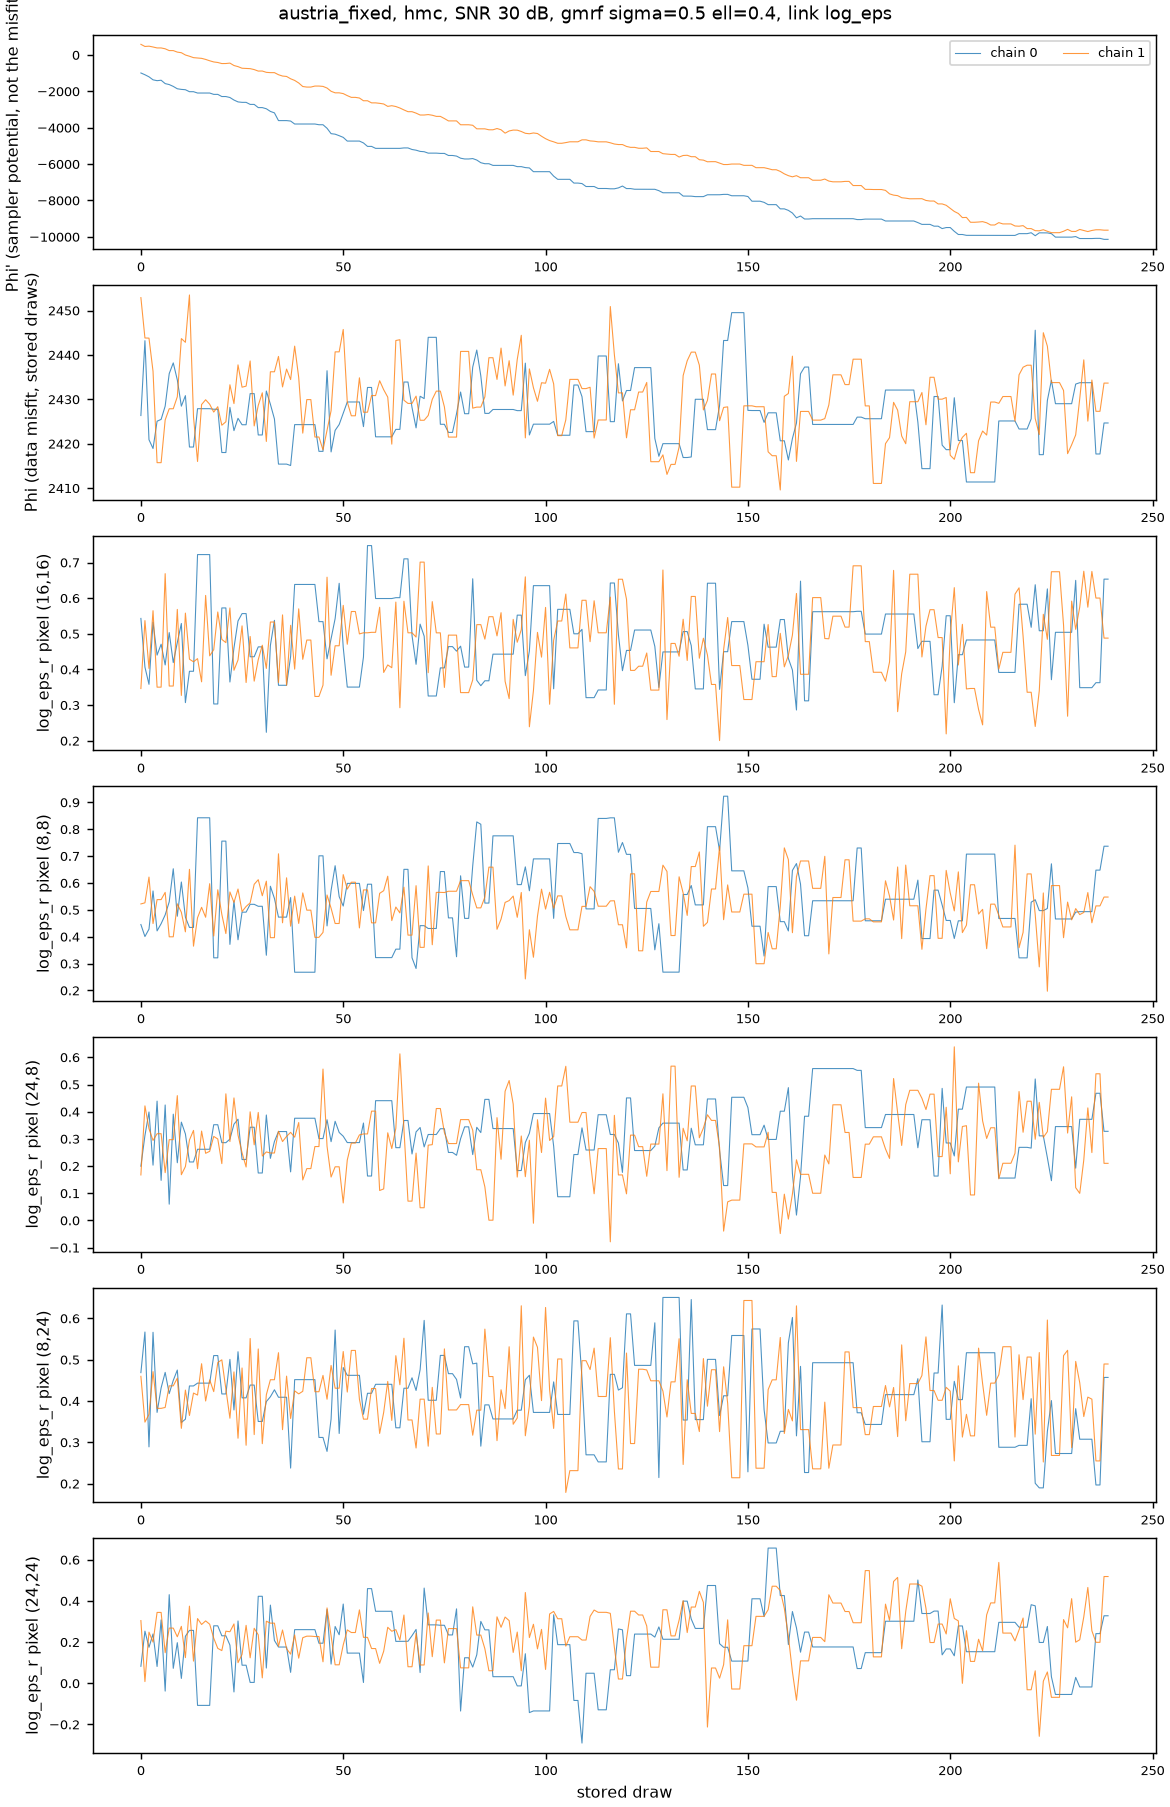 austria_fixed, hmc, SNR 30 dB, gmrf sigma=0.5 ell=0.4, link log_eps
Phi' (sampler potential, not the misfit
chain 0
chain 1
0
−2000
−4000
−6000
−8000
−10000
0 50 100 150 200 250
Phi (data misfit, stored draws)
2450
2440
2430
2420
2410
0 50 100 150 200 250
log_eps_r pixel (16,16)
0.7
0.6
0.5
0.4
0.3
0.2
0 50 100 150 200 250
log_eps_r pixel (8,8)
0.9
0.8
0.7
0.6
0.5
0.4
0.3
0.2
0 50 100 150 200 250
log_eps_r pixel (24,8)
0.6
0.5
0.4
0.3
0.2
0.1
0.0
−0.1
0 50 100 150 200 250
log_eps_r pixel (8,24)
0.6
0.5
0.4
0.3
0.2
0 50 100 150 200 250
log_eps_r pixel (24,24)
0.6
0.4
0.2
0.0
−0.2
0 50 100 150 200 250
stored draw